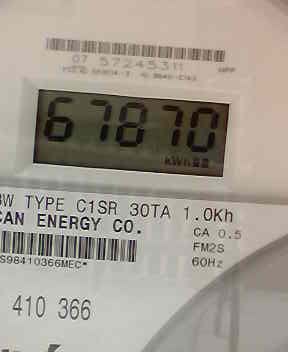 07 57245311
67870
kWh
TYPE C1SR 30TA 1.0Kh
CAN ENERGY CO.
CA 0.5
FM2S
60Hz
S98410366MEC*
410 366